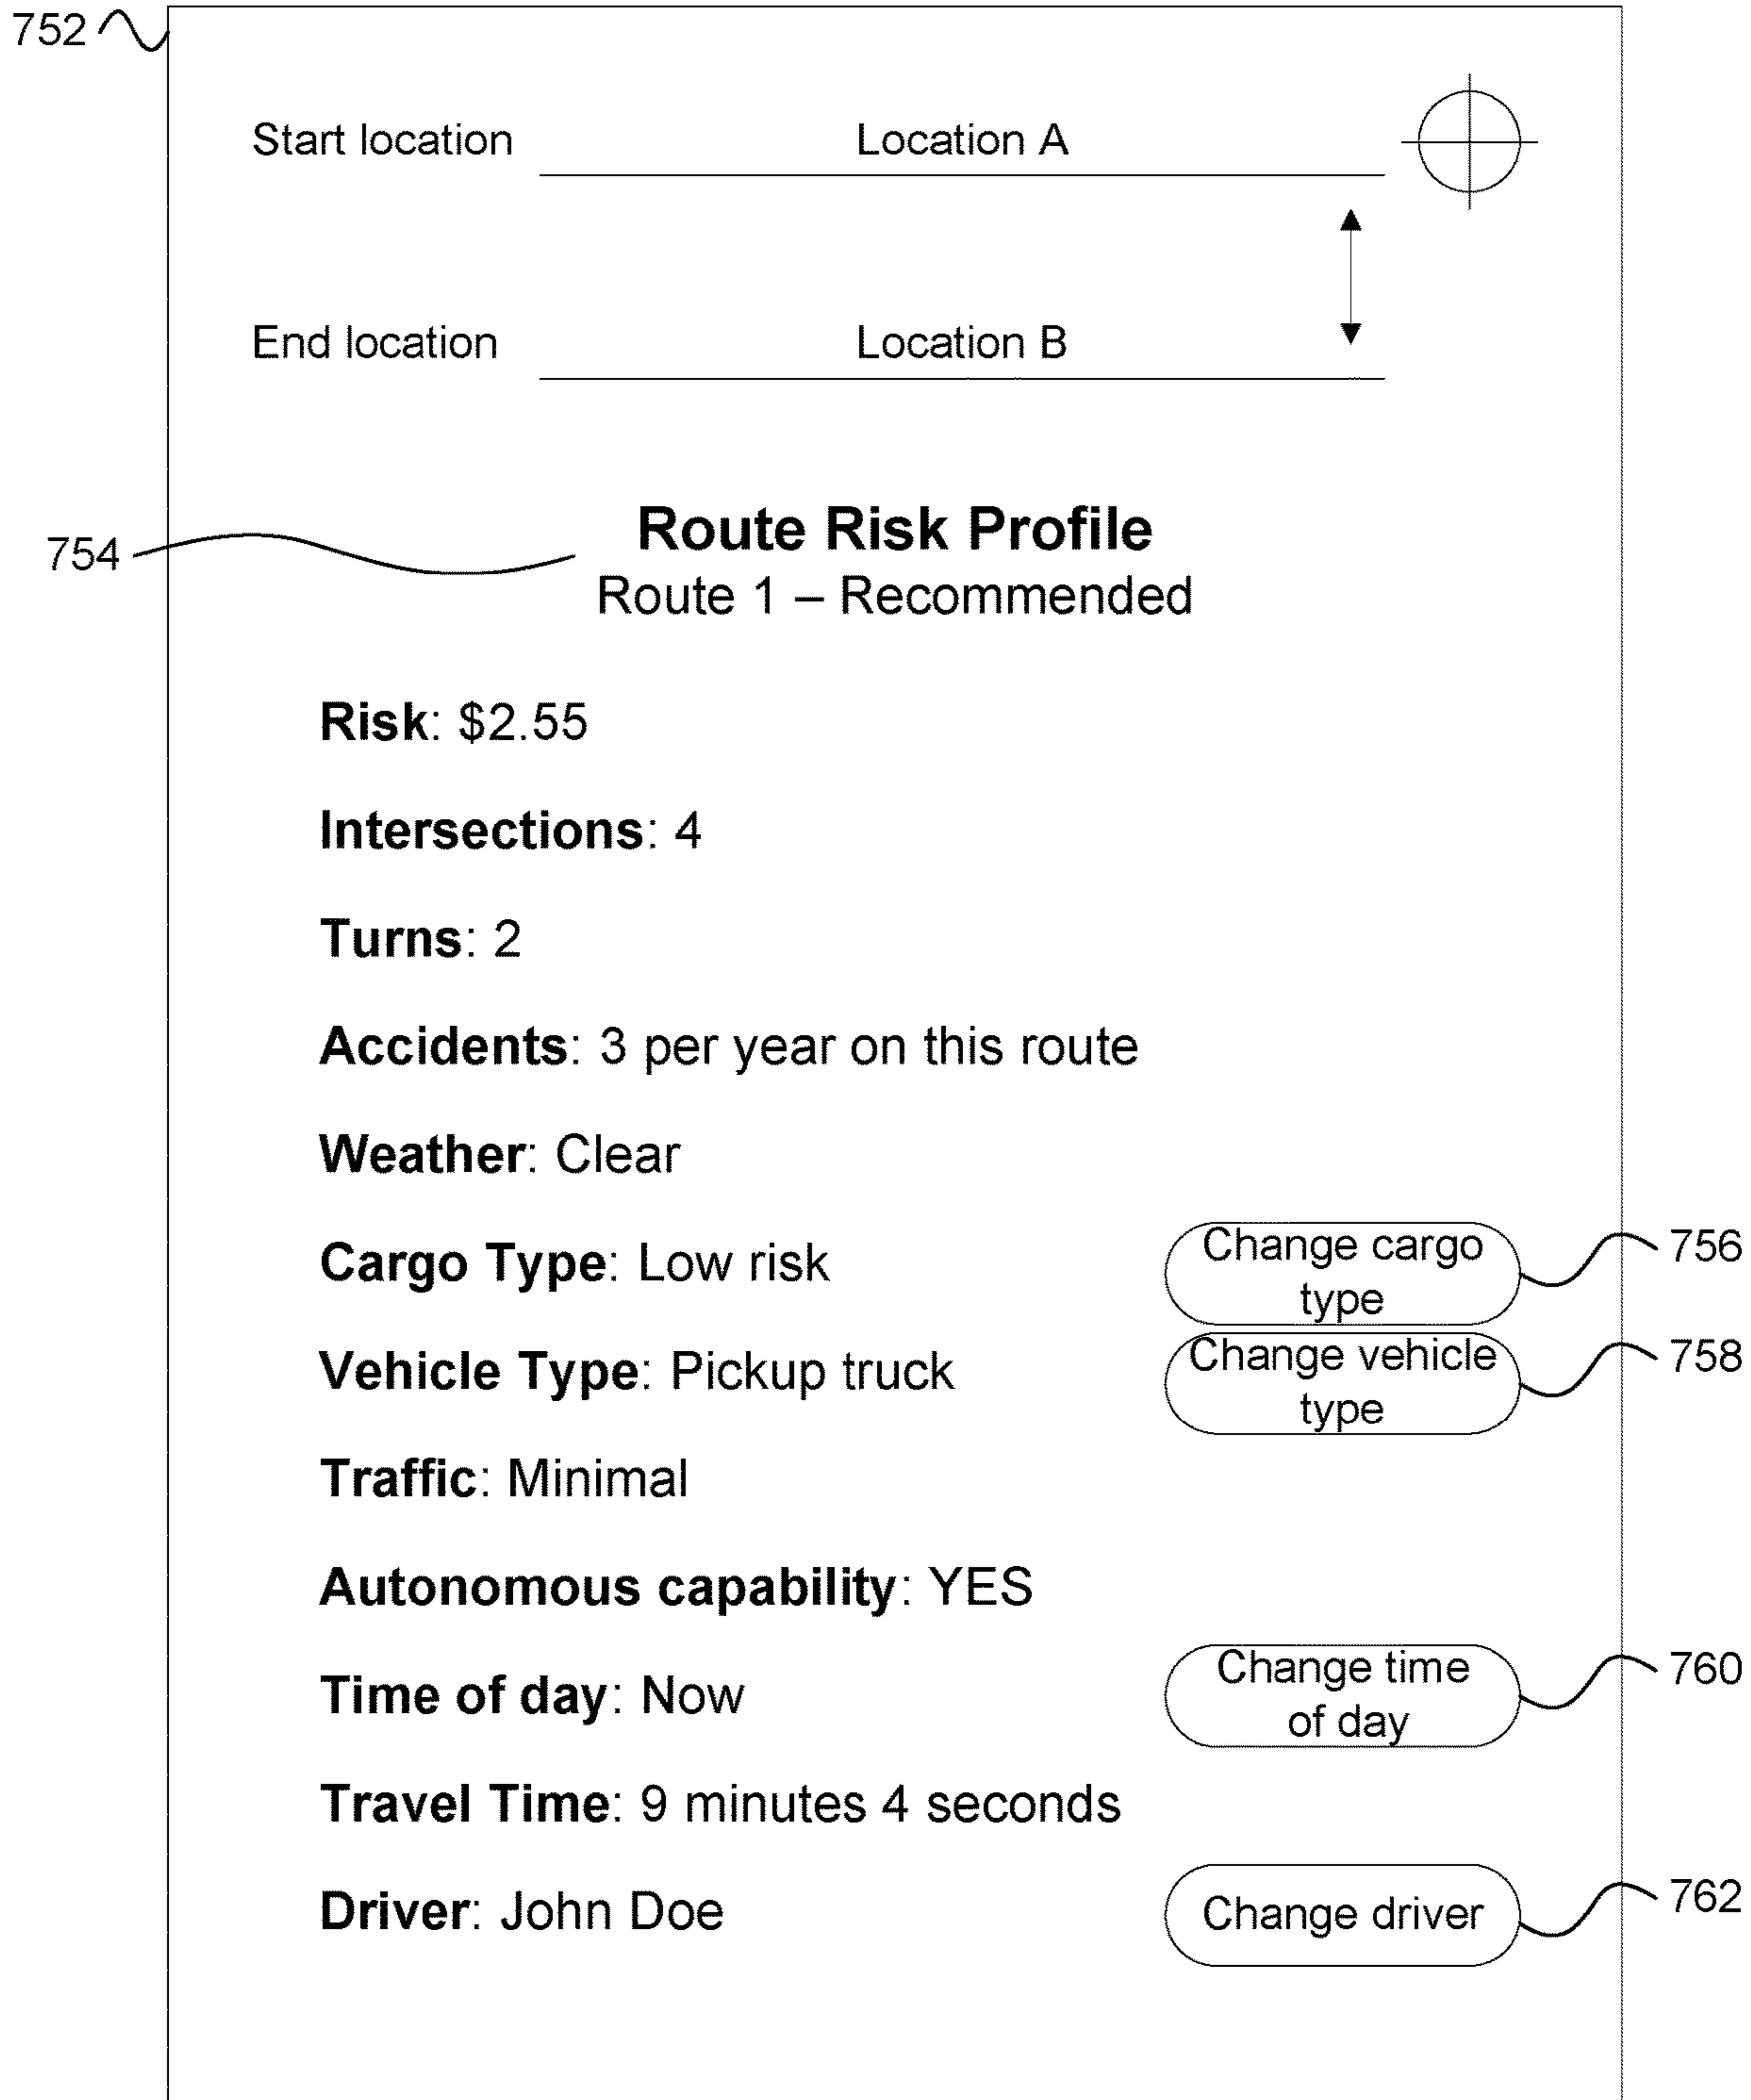 752
Start location Location A
End location Location B
Route Risk Profile
754
Route 1 – Recommended
Risk: $2.55
Intersections: 4
Turns: 2
Accidents: 3 per year on this route
Weather: Clear
Cargo Type: Low risk
Change cargo
type
756
Vehicle Type: Pickup truck
Change vehicle
type
758
Traffic: Minimal
Autonomous capability: YES
Time of day: Now
Change time
of day
760
Travel Time: 9 minutes 4 seconds
Driver: John Doe
Change driver
762